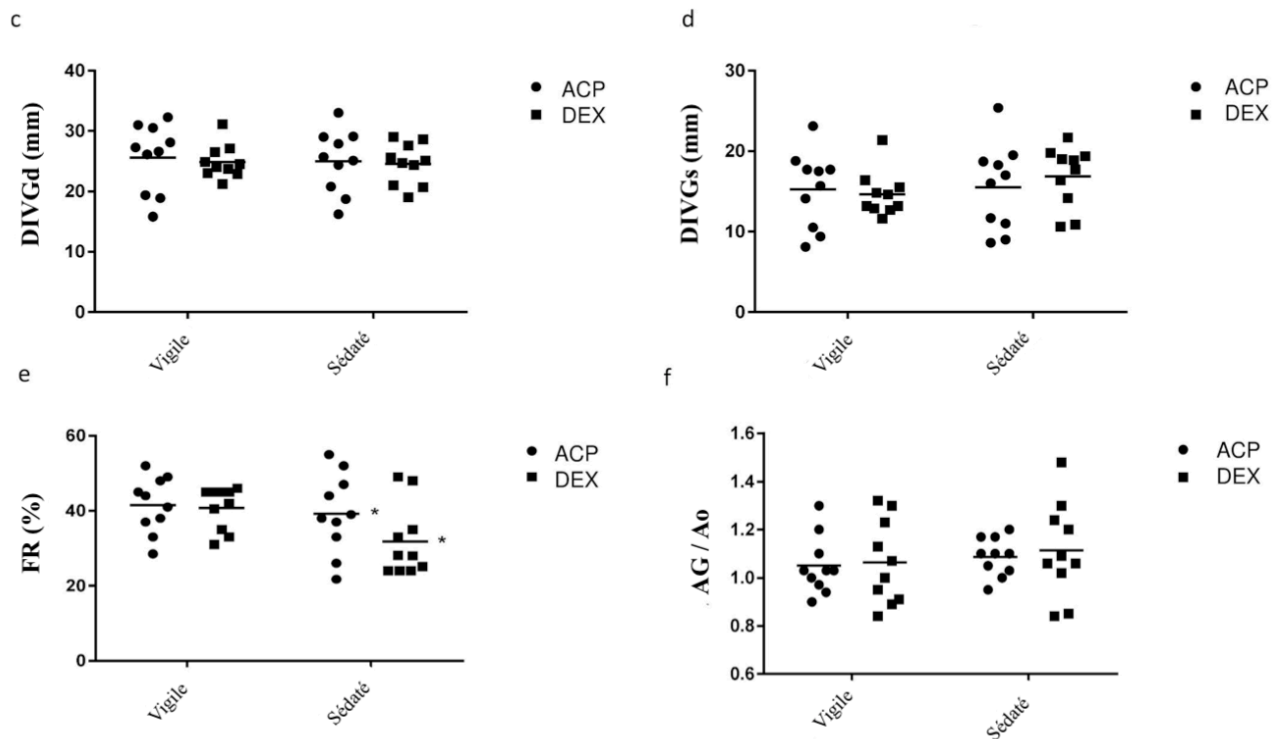 c
DIVGd (mm)
40
30
20
10
0
Vigile
Sédaté
ACP
DEX
d
DIVGs (mm)
30
20
10
0
Vigile
Sédaté
ACP
DEX
e
FR (%)
60
40
20
0
*
*
Vigile
Sédaté
ACP
DEX
f
AG / Ao
1.6
1.4
1.2
1.0
0.8
0.6
Vigile
Sédaté
ACP
DEX